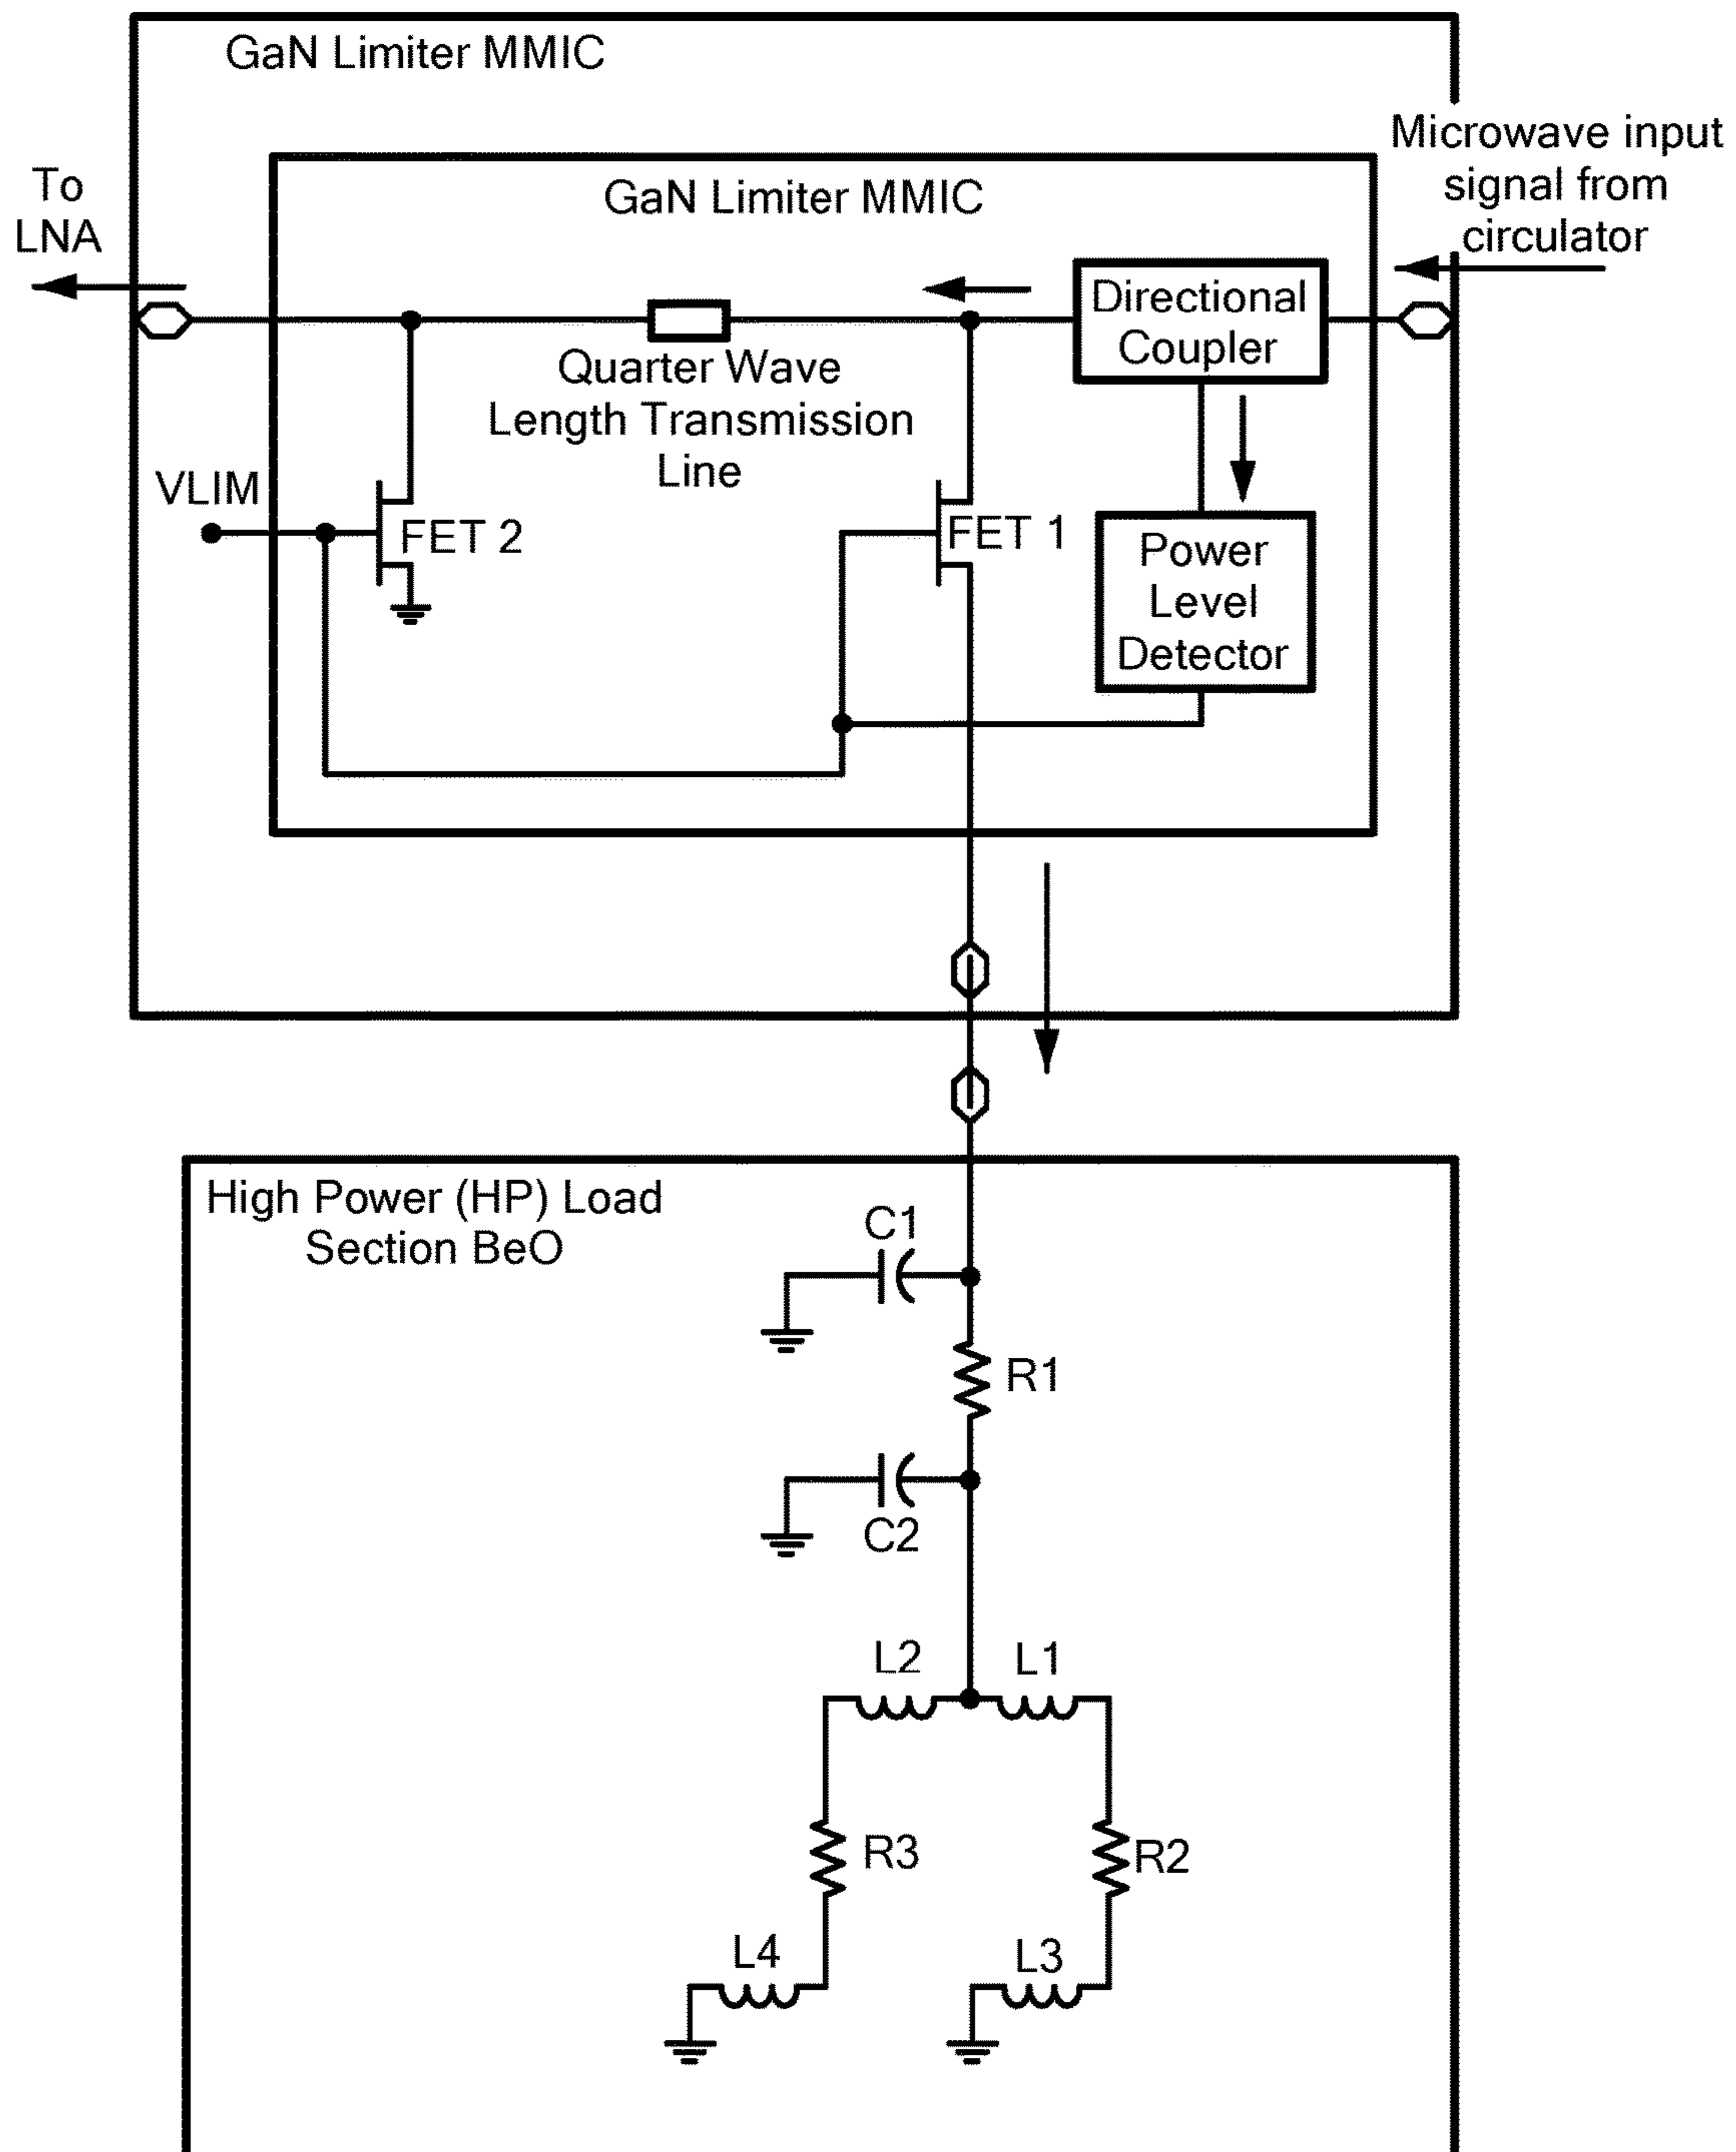 GaN Limiter MMIC
Microwave input
signal from
circulator
To
LNA
GaN Limiter MMIC
Directional
Coupler
Quarter Wave
Length Transmission
Line
VLIM
FET 2
FET 1
Power
Level
Detector
High Power (HP) Load
Section BeO
C1
R1
C2
L2
L1
R3
R2
L4
L3